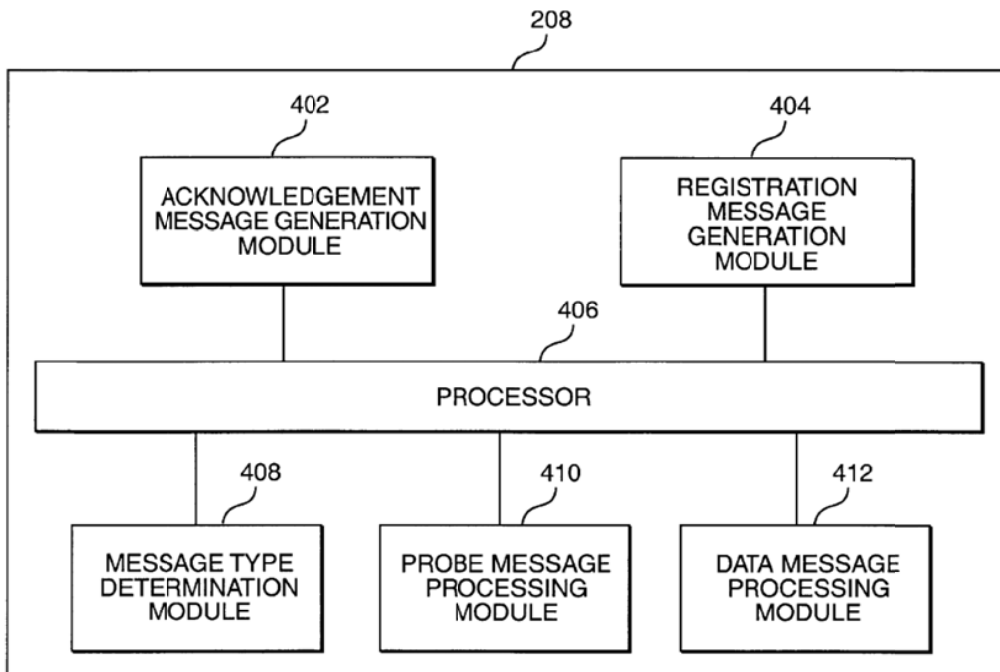 208
402
ACKNOWLEDGEMENT
MESSAGE GENERATION
MODULE
404
REGISTRATION
MESSAGE
GENERATION
MODULE
406
PROCESSOR
408
MESSAGE TYPE
DETERMINATION
MODULE
410
PROBE MESSAGE
PROCESSING
MODULE
412
DATA MESSAGE
PROCESSING
MODULE